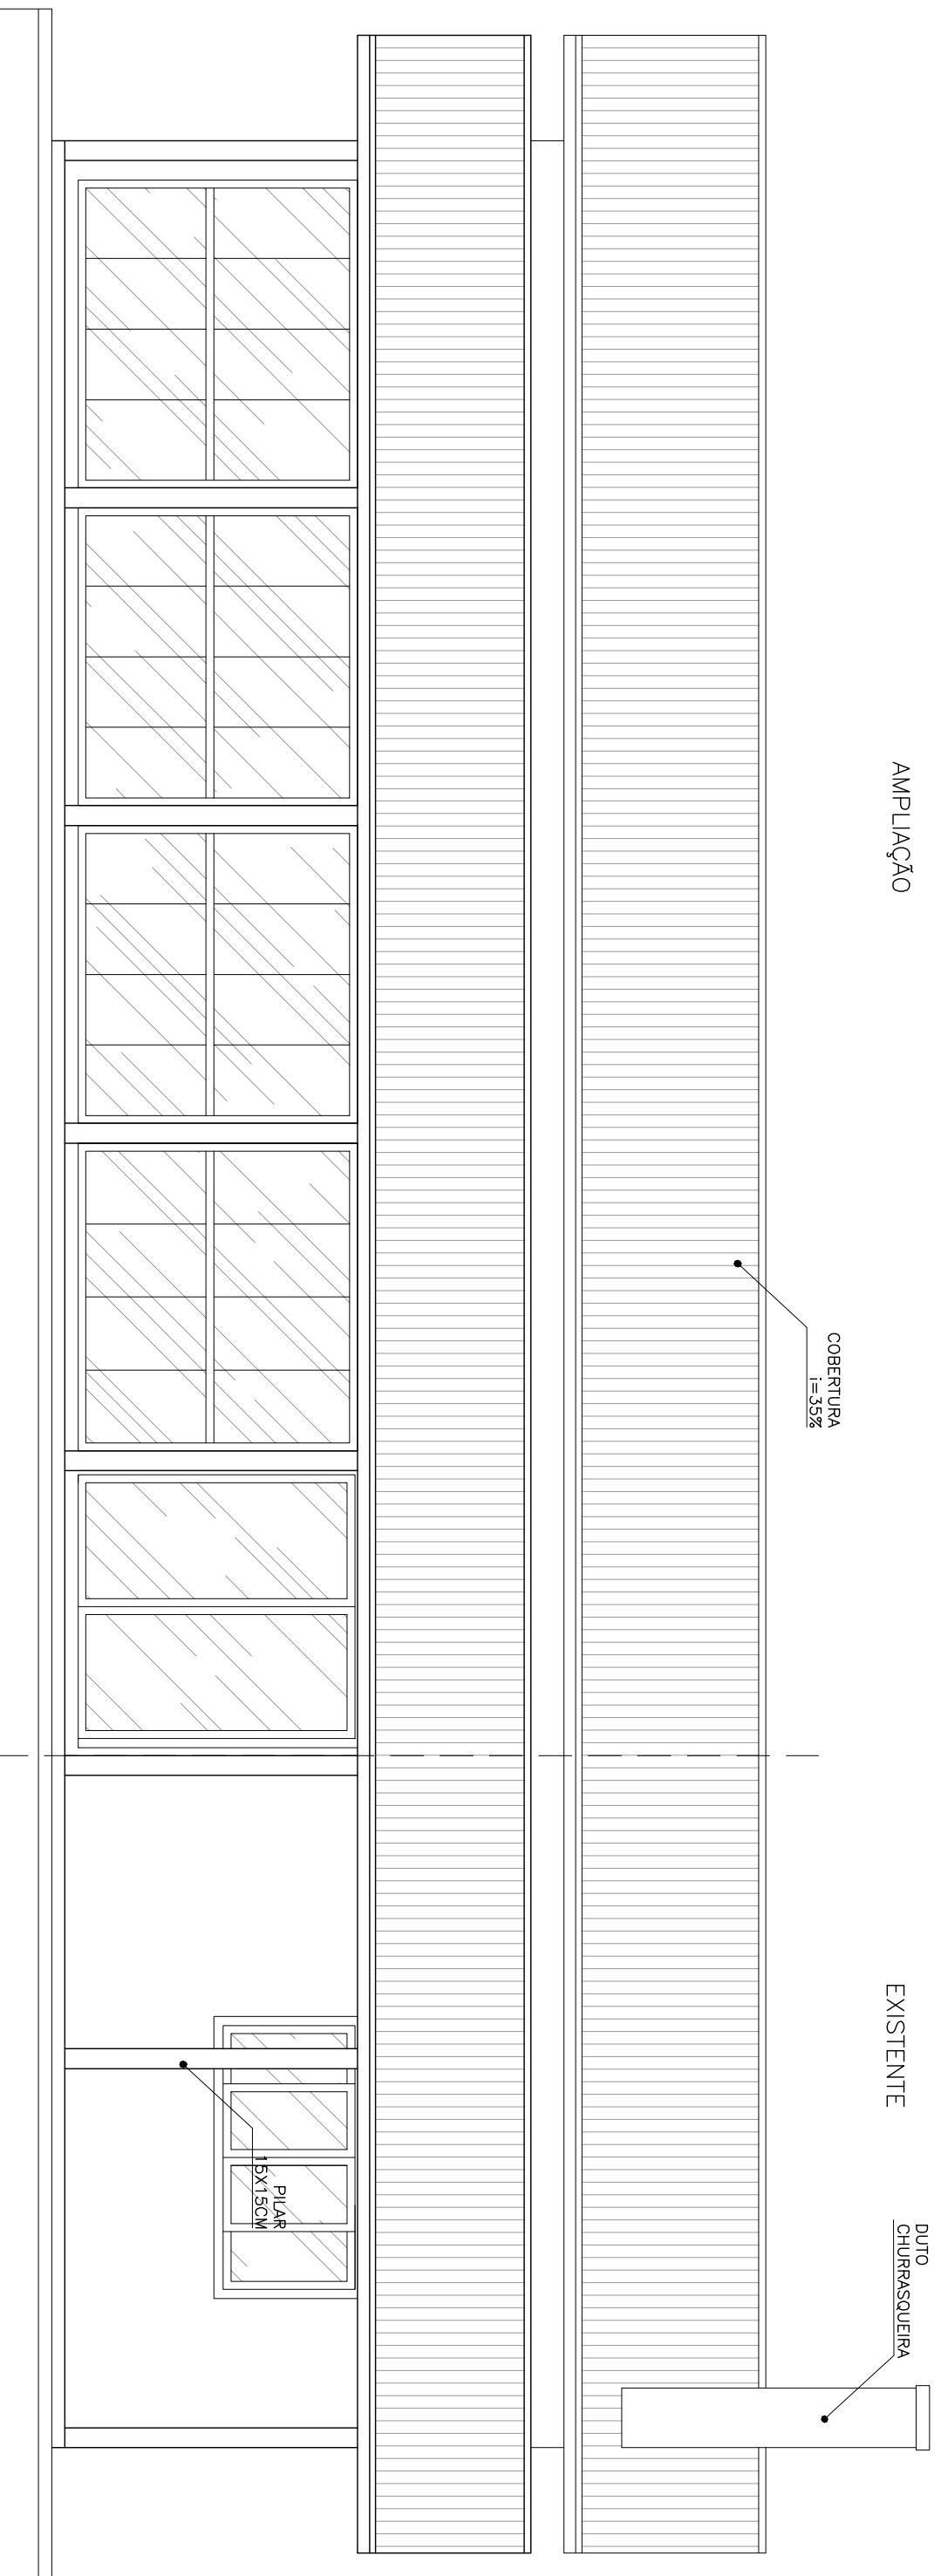 AMPLIAÇÃO
EXISTENTE
DUTO
CHURRASQUEIRA
COBERTURA
i=35%
PILAR
15X15CM